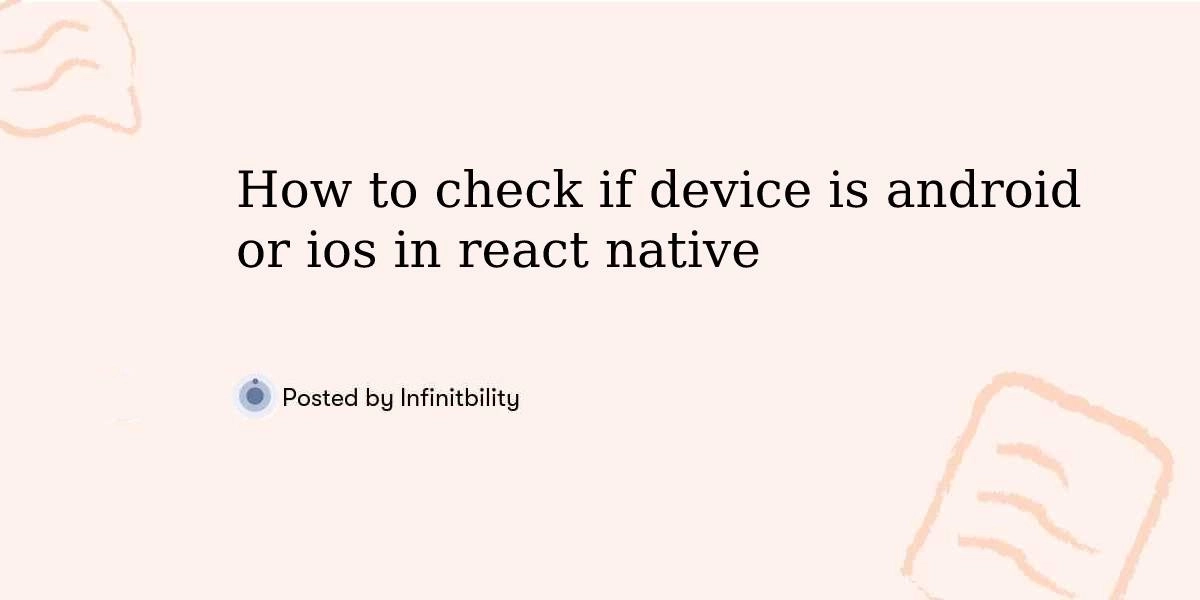 How to check if device is android
or ios in react native
Posted by Infinitbility